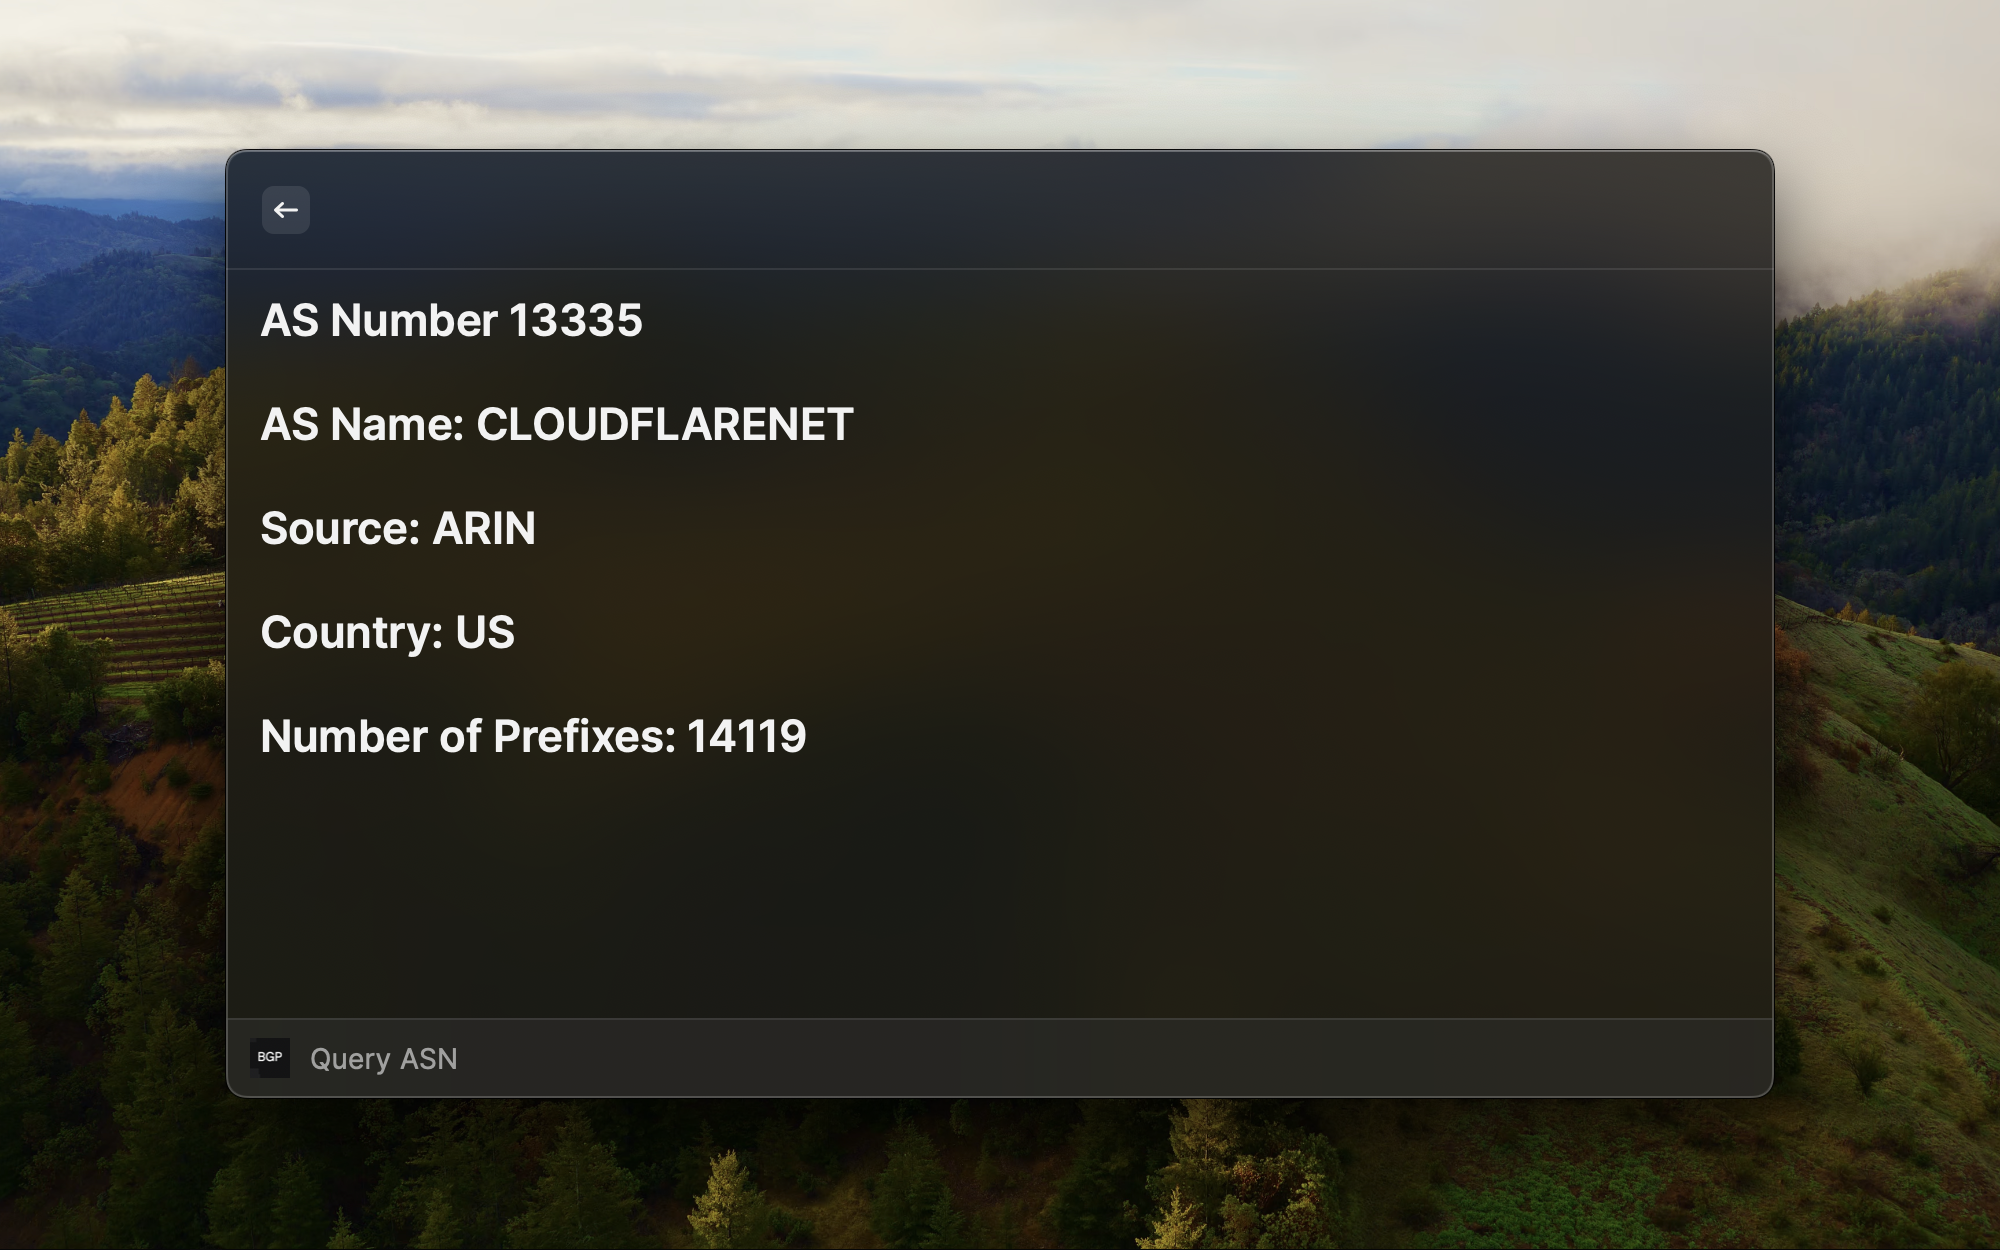 AS Number 13335
AS Name: CLOUDFLARENET
Source: ARIN
Country: US
Number of Prefixes: 14119
BGP Query ASN